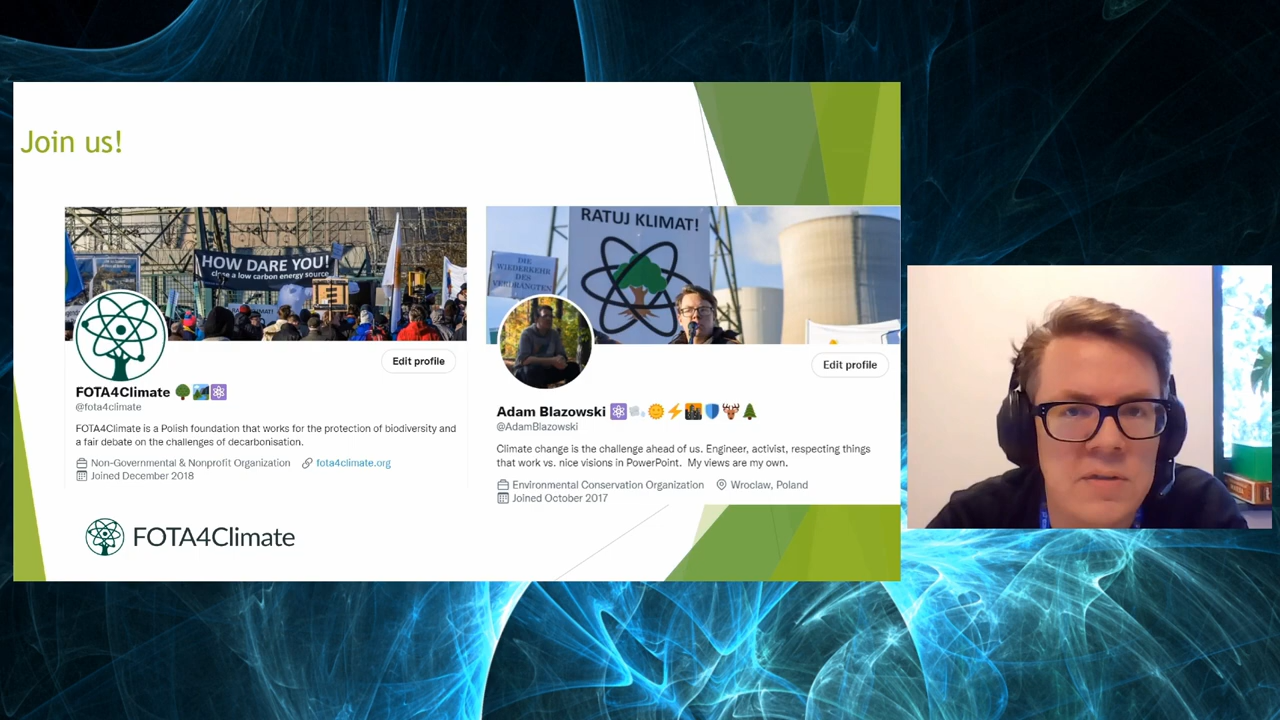 Join us!
HOW DARE YOU!
close a low carbon energy source
RATUJ KLIMAT!
DIE
WIEDERKEHR
DES
VERDRÄNGTEN
Edit profile
FOTA4Climate
@fota4climate
FOTA4Climate is a Polish foundation that works for the protection of biodiversity and
a fair debate on the challenges of decarbonisation.
Non-Governmental & Nonprofit Organization fota4climate.org
Joined December 2018
Edit profile
Adam Blazowski
@AdamBlazowski
Climate change is the challenge ahead of us. Engineer, activist, respecting things
that work vs. nice visions in PowerPoint. My views are my own.
Environmental Conservation Organization Wroclaw, Poland
Joined October 2017
FOTA4Climate